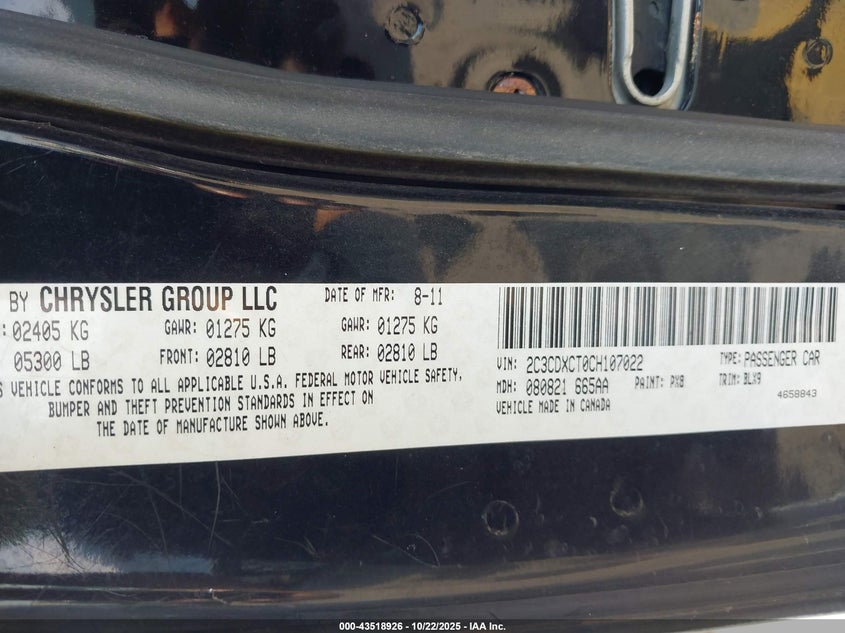 BY CHRYSLER GROUP LLC DATE OF MFR: 8-11
: 02405 KG GAWR: 01275 KG GAWR: 01275 KG
05300 LB FRONT: 02810 LB REAR: 02810 LB
S VEHICLE CONFORMS TO ALL APPLICABLE U.S.A. FEDERAL MOTOR VEHICLE SAFETY,
BUMPER AND THEFT PREVENTION STANDARDS IN EFFECT ON
THE DATE OF MANUFACTURE SHOWN ABOVE.
VIN: 2C3CDXCT0CH107022 TYPE: PASSENGER CAR
MDH: 080821 665AA PAINT: PX8 TRIM: BLX9
VEHICLE MADE IN CANADA 4658843
000-43518926 - 10/22/2025 - IAA Inc.